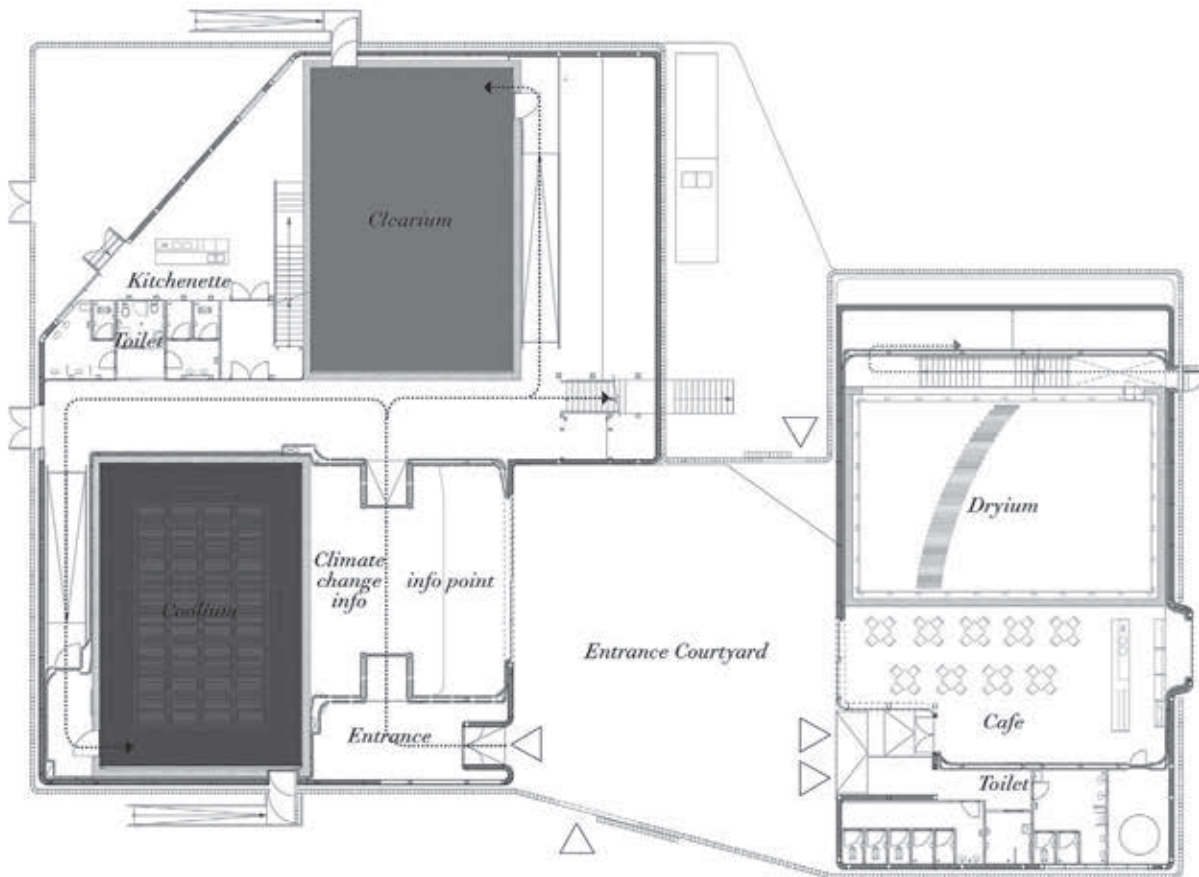 Clearium
Kitchenette
Toilet
Dryium
Climate
change
info
info point
Coolium
Entrance Courtyard
Entrance
Cafe
Toilet